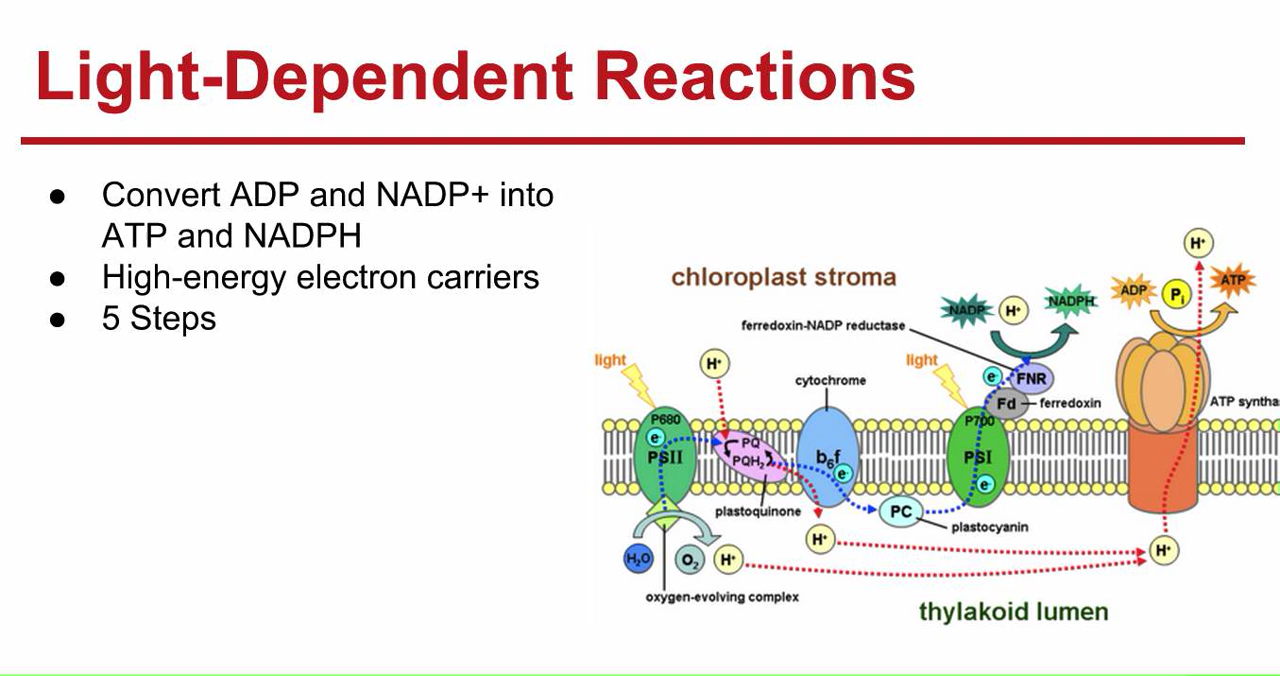 Light-Dependent Reactions
● Convert ADP and NADP+ into
ATP and NADPH
● High-energy electron carriers
● 5 Steps
chloroplast stroma
H+
NADP
H+
NADPH
ADP
Pi
ATP
ferredoxin-NADP reductase
light
H+
light
cytochrome
e-
FNR
Fd
ferredoxin
ATP syntha
P680
e-
PSII
PQ
PQH2
b6f
e-
P700
PSI
e-
plastoquinone
PC
plastocyanin
H2O
O2
H+
H+
H+
oxygen-evolving complex
thylakoid lumen